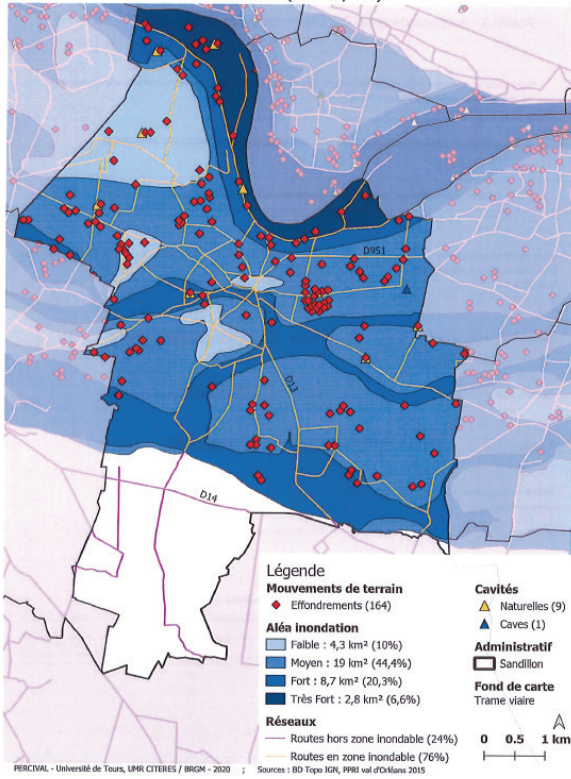 D951
D13
D14
Légende
Mouvements de terrain
Effondrements (164)
Aléa inondation
Faible : 4,3 km² (10%)
Moyen : 19 km² (44,4%)
Fort : 8,7 km² (20,3%)
Très Fort : 2,8 km² (6,6%)
Réseaux
Routes hors zone inondable (24%)
Routes en zone inondable (76%)
Cavités
Naturelles (9)
Caves (1)
Administratif
Sandillon
Fond de carte
Trame viaire
N
0 0.5 1 km
PERCIVAL - Université de Tours, UMR CITERES / BRGM - 2020 ; Sources : BD Topo IGN, PPRI val d'Orléans 2015